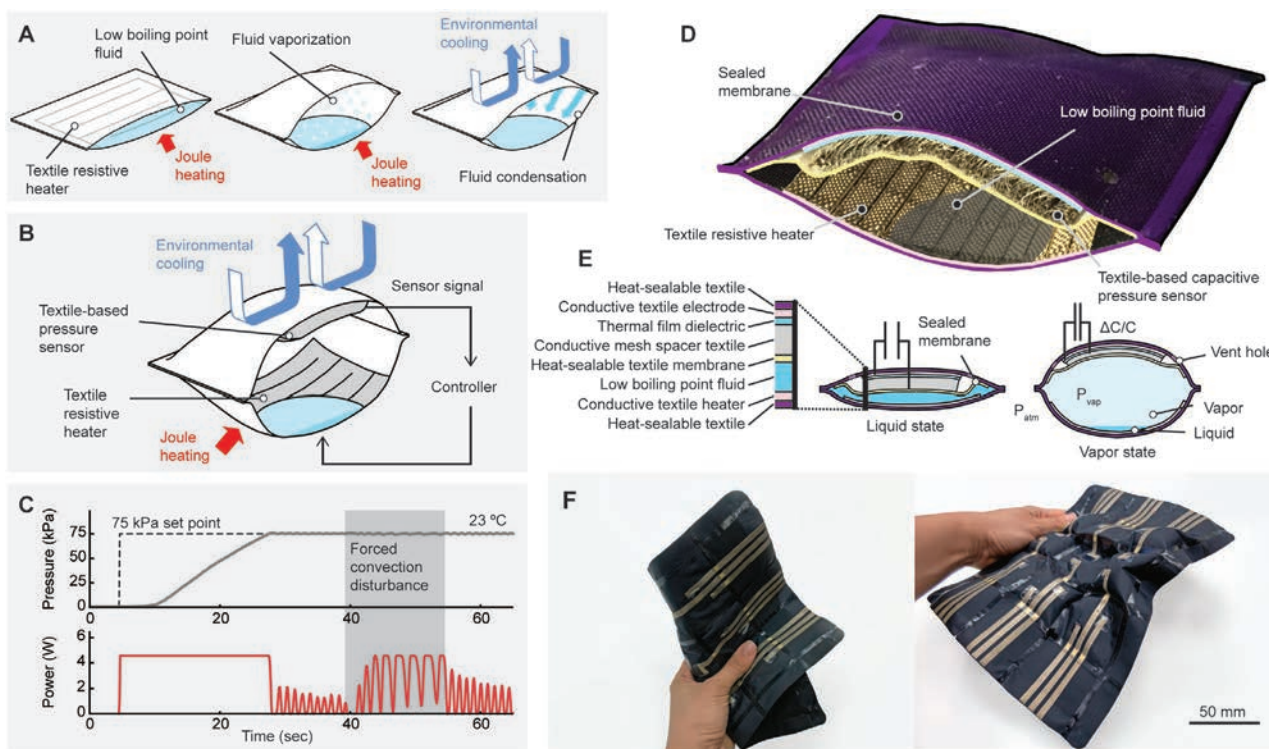 A
Low boiling point
fluid
Fluid vaporization
Environmental
cooling
Textile resistive
heater
Joule
heating
Joule
heating
Fluid condensation
B
Environmental
cooling
Sensor signal
Textile-based
pressure
sensor
Controller
Textile
resistive
heater
Joule
heating
C
75 kPa set point
23 ºC
Forced
convection
disturbance
Pressure (kPa)
75
50
25
0
0
20
40
60
Power (W)
6
4
2
0
0
20
40
60
Time (sec)
D
Sealed
membrane
Low boiling point fluid
Textile resistive heater
Textile-based capacitive
pressure sensor
E
Heat-sealable textile
Conductive textile electrode
Thermal film dielectric
Conductive mesh spacer textile
Heat-sealable textile membrane
Low boiling point fluid
Conductive textile heater
Heat-sealable textile
Sealed
membrane
Liquid state
ΔC/C
Vent hole
P atm
P vap
Vapor
Liquid
Vapor state
F
50 mm